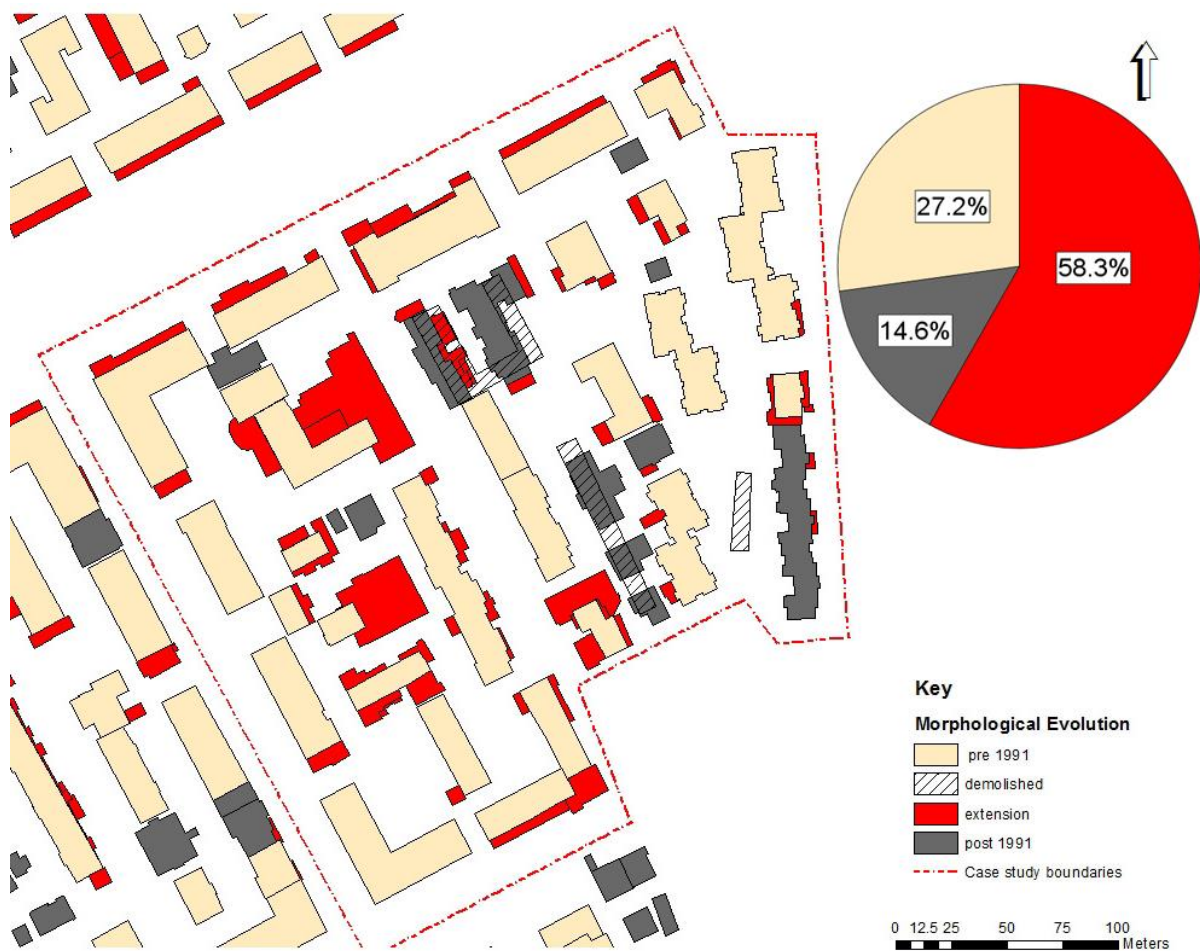 27.2%
58.3%
14.6%
Key
Morphological Evolution
pre 1991
demolished
extension
post 1991
Case study boundaries
0 12.5 25 50 75 100
Meters